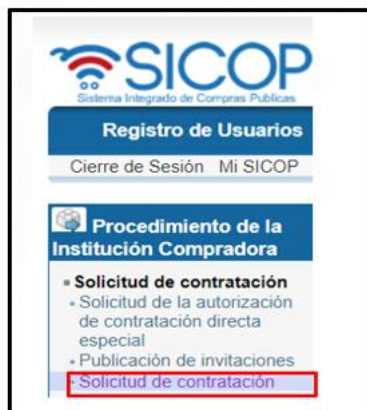 SICOP
Sistema Integrado de Compras Publicas
Registro de Usuarios
Cierre de Sesión Mi SICOP
Procedimiento de la
Institución Compradora
Solicitud de contratación
Solicitud de la autorización
de contratación directa
especial
Publicación de invitaciones
Solicitud de contratación